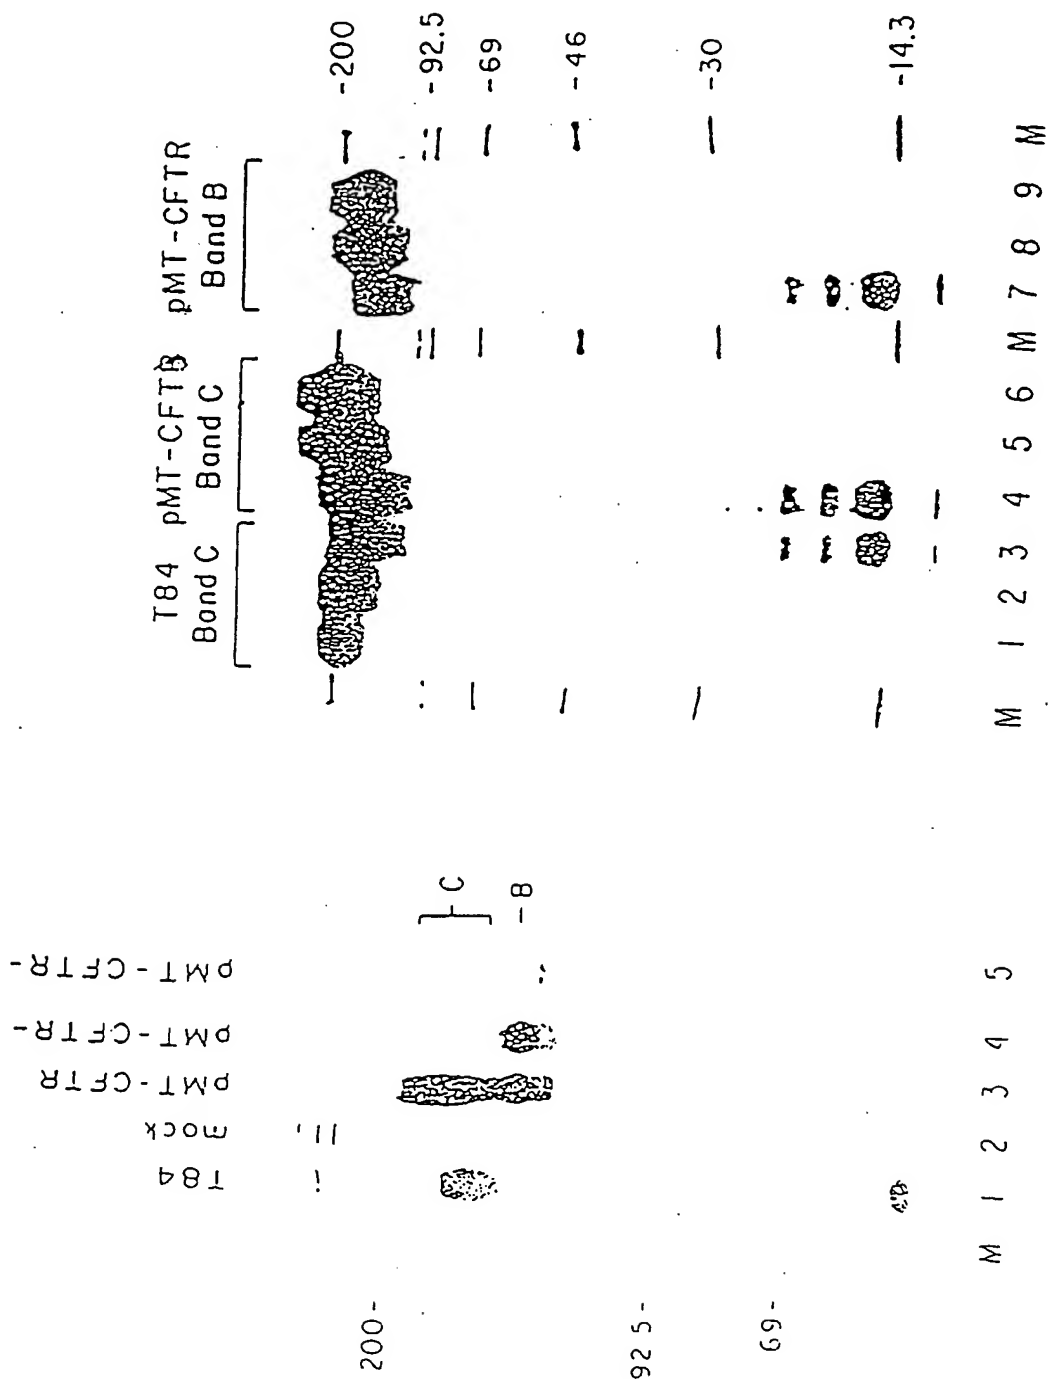 T84 pMT-CFTR pMT-CFTR
Band C Band C Band B
-200
-92.5
-69
-46
-30
-14.3
M 1 2 3 4 5 6 M 7 8 9 M
T84
mock
pMT-CFTR
pMT-CFTR-
pMT-CFTR-
C
-B
200-
92 5-
69-
M 1 2 3 4 5